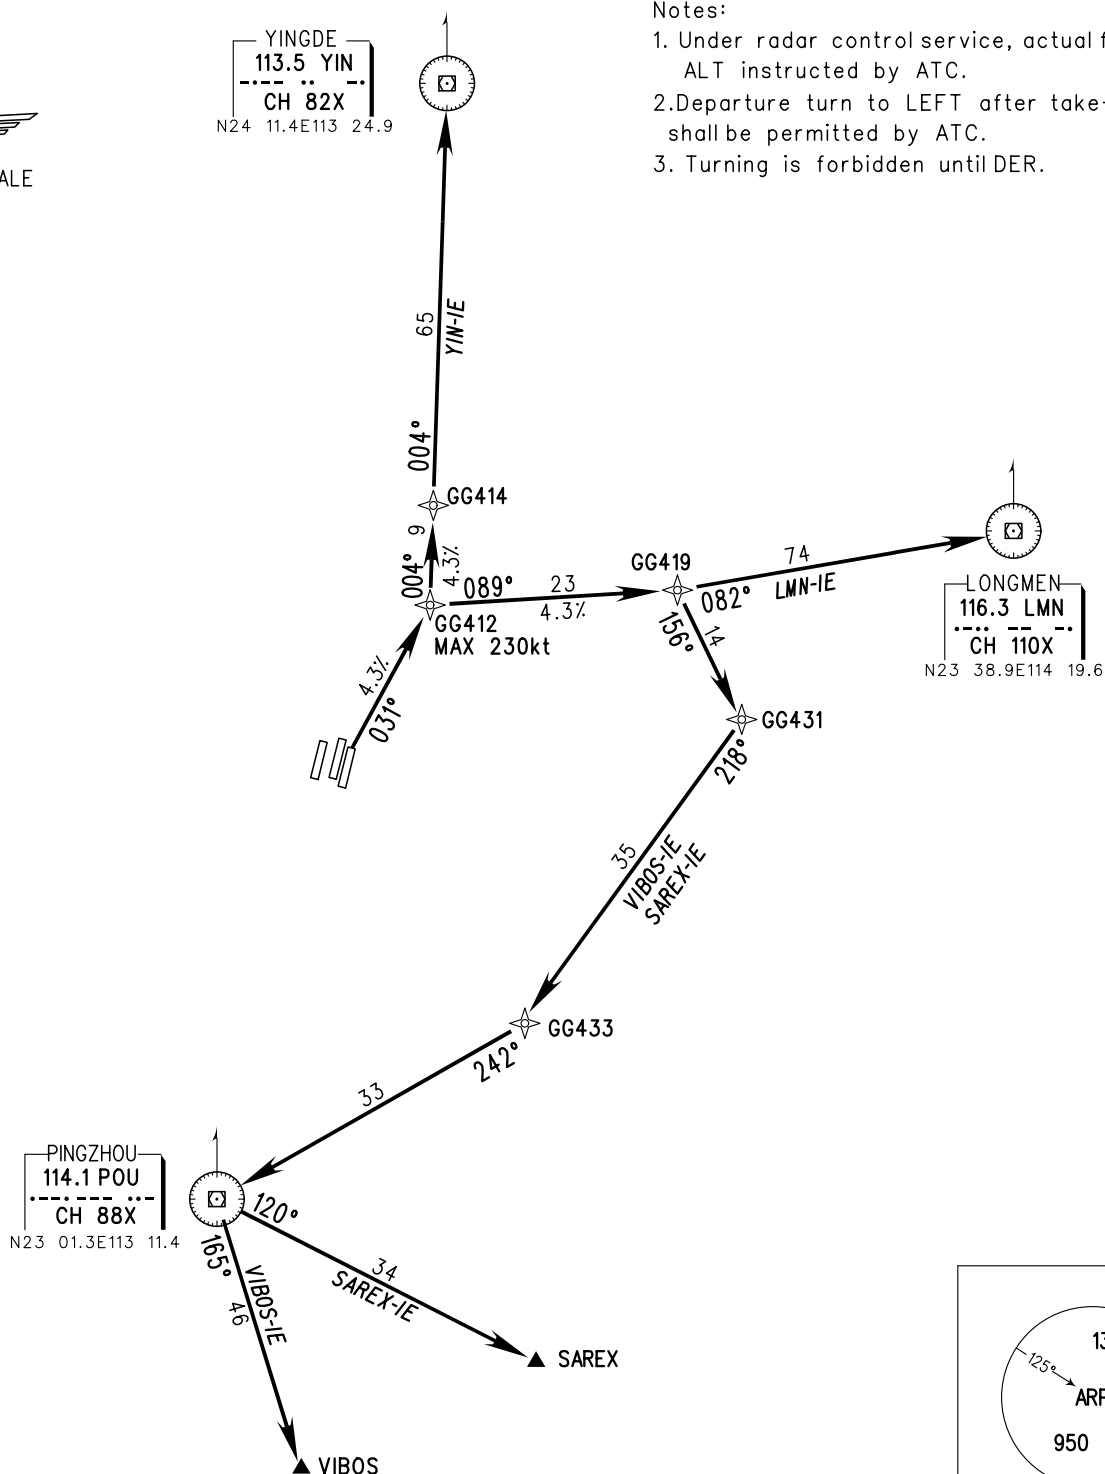 Notes:
1. Under radar control service, actual f
ALT instructed by ATC.
2.Departure turn to LEFT after take-
shall be permitted by ATC.
3. Turning is forbidden until DER.
ALE
YINGDE
113.5 YIN
CH 82X
N24 11.4E113 24.9
65
YIN-IE
004°
GG414
9
4.3%
004°
GG412
MAX 230kt
089°
23
4.3%
GG419
74
LMN-IE
082°
LONGMEN
116.3 LMN
CH 110X
N23 38.9E114 19.6
156°
14
4.3%
031°
GG431
218°
35
VIBOS-IE
SAREX-IE
GG433
242°
33
PINGZHOU
114.1 POU
CH 88X
N23 01.3E113 11.4
120°
34
SAREX-IE
165°
46
VIBOS-IE
SAREX
VIBOS
13
125°
ARP
950